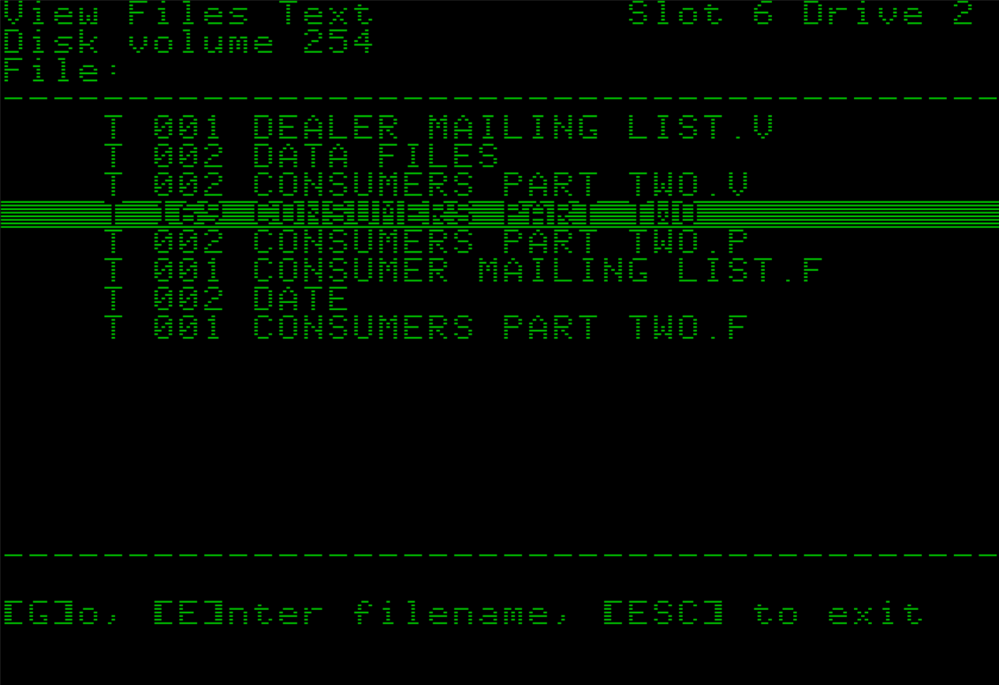 View Files Text Slot 6 Drive 2
Disk volume 254
File:
T 001 DEALER MAILING LIST.V
T 002 DATA FILES
T 002 CONSUMERS PART TWO.V
T 169 CONSUMERS PART TWO
T 002 CONSUMERS PART TWO.P
T 001 CONSUMER MAILING LIST.F
T 002 DATE
T 001 CONSUMERS PART TWO.F
[G]o, [E]nter filename, [ESC] to exit